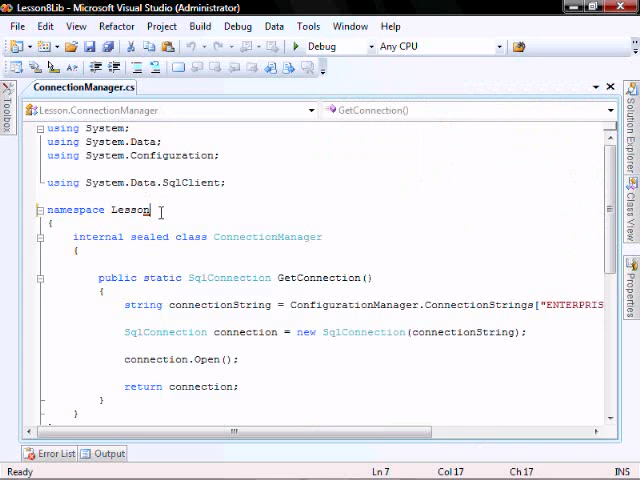 Lesson8Lib - Microsoft Visual Studio (Administrator)
File Edit View Refactor Project Build Debug Data Tools Test Window Help
Debug Any CPU
ConnectionManager.cs
Lesson.ConnectionManager GetConnection()
using System;
using System.Data;
using System.Configuration;
using System.Data.SqlClient;
namespace Lesson
{
internal sealed class ConnectionManager
{
public static SqlConnection GetConnection()
{
string connectionString = ConfigurationManager.ConnectionStrings["ENTERPRIS
SqlConnection connection = new SqlConnection(connectionString);
connection.Open();
return connection;
}
}
Error List Output
Ready Ln 7 Col 17 Ch 17 INS
Toolbox
Solution Explorer
Class View
Properties